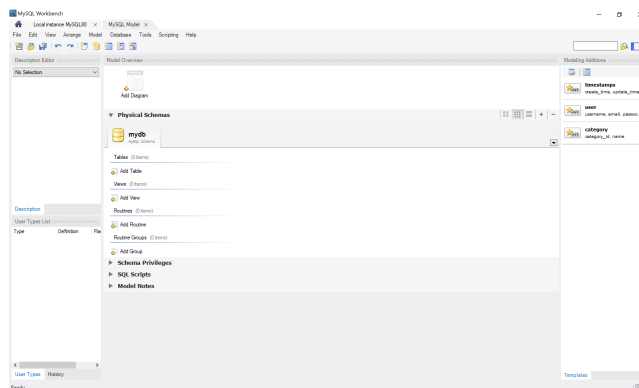 MySQL Workbench
Local instance MySQL80 × MySQL Model ×
File Edit View Arrange Model Database Tools Scripting Help
Description Editor
No Selection
Description
User Types List
Type Definition Flag
User Types History
Ready
Model Overview
Add Diagram
Physical Schemas
mydb
MySQL Schema
Tables (0 items)
Add Table
Views (0 items)
Add View
Routines (0 items)
Add Routine
Routine Groups (0 items)
Add Group
Schema Privileges
SQL Scripts
Model Notes
Modeling Additions
timestamps
create_time, update_time
user
username, email, passwo
category
category_id, name
Templates